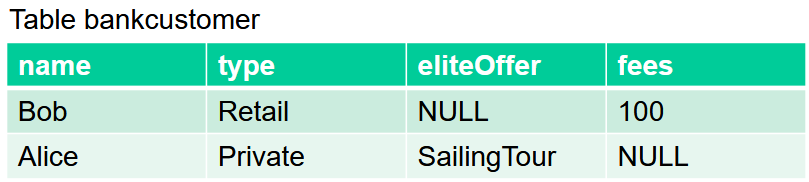 Table bankcustomer
name type eliteOffer fees
Bob Retail NULL 100
Alice Private SailingTour NULL